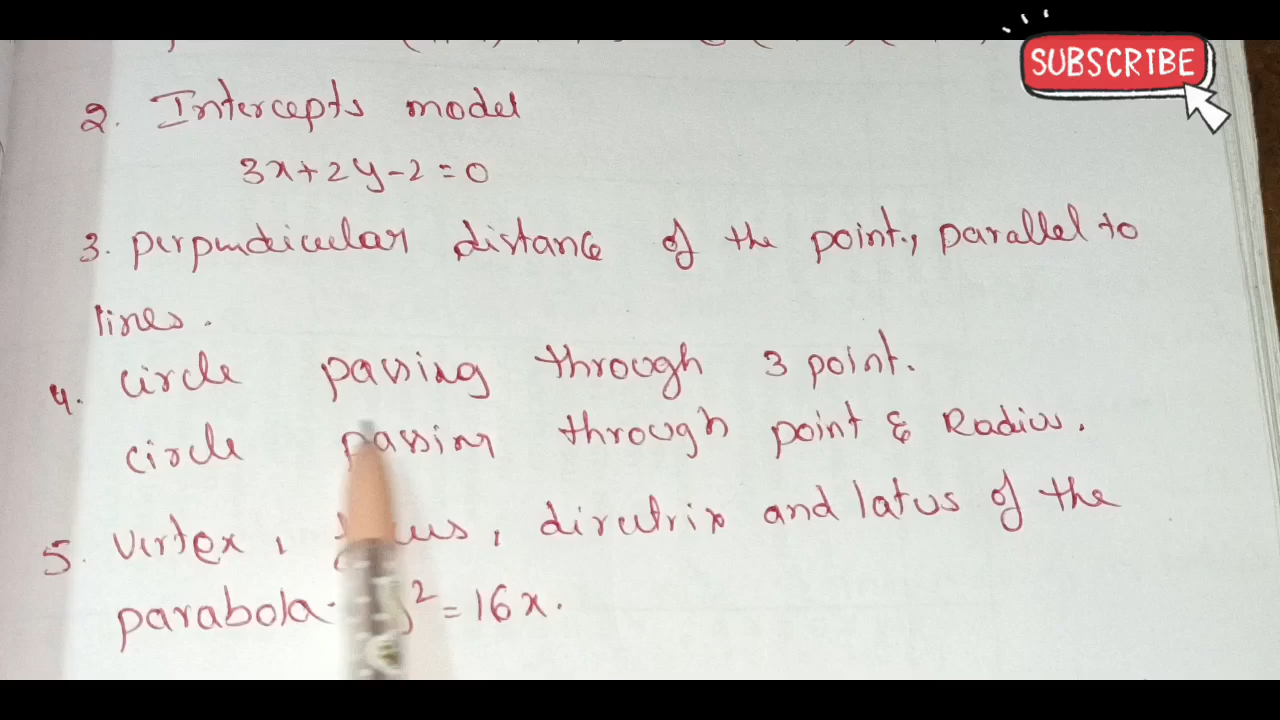 SUBSCRIBE
2. Intercepts model
3x+2y-2=0
3. perpendicular distance of the point, parallel to
lines.
4. circle passing through 3 point.
circle passing through point & Radius.
5. vertex, directrix and latus of the
parabola. y² = 16x.